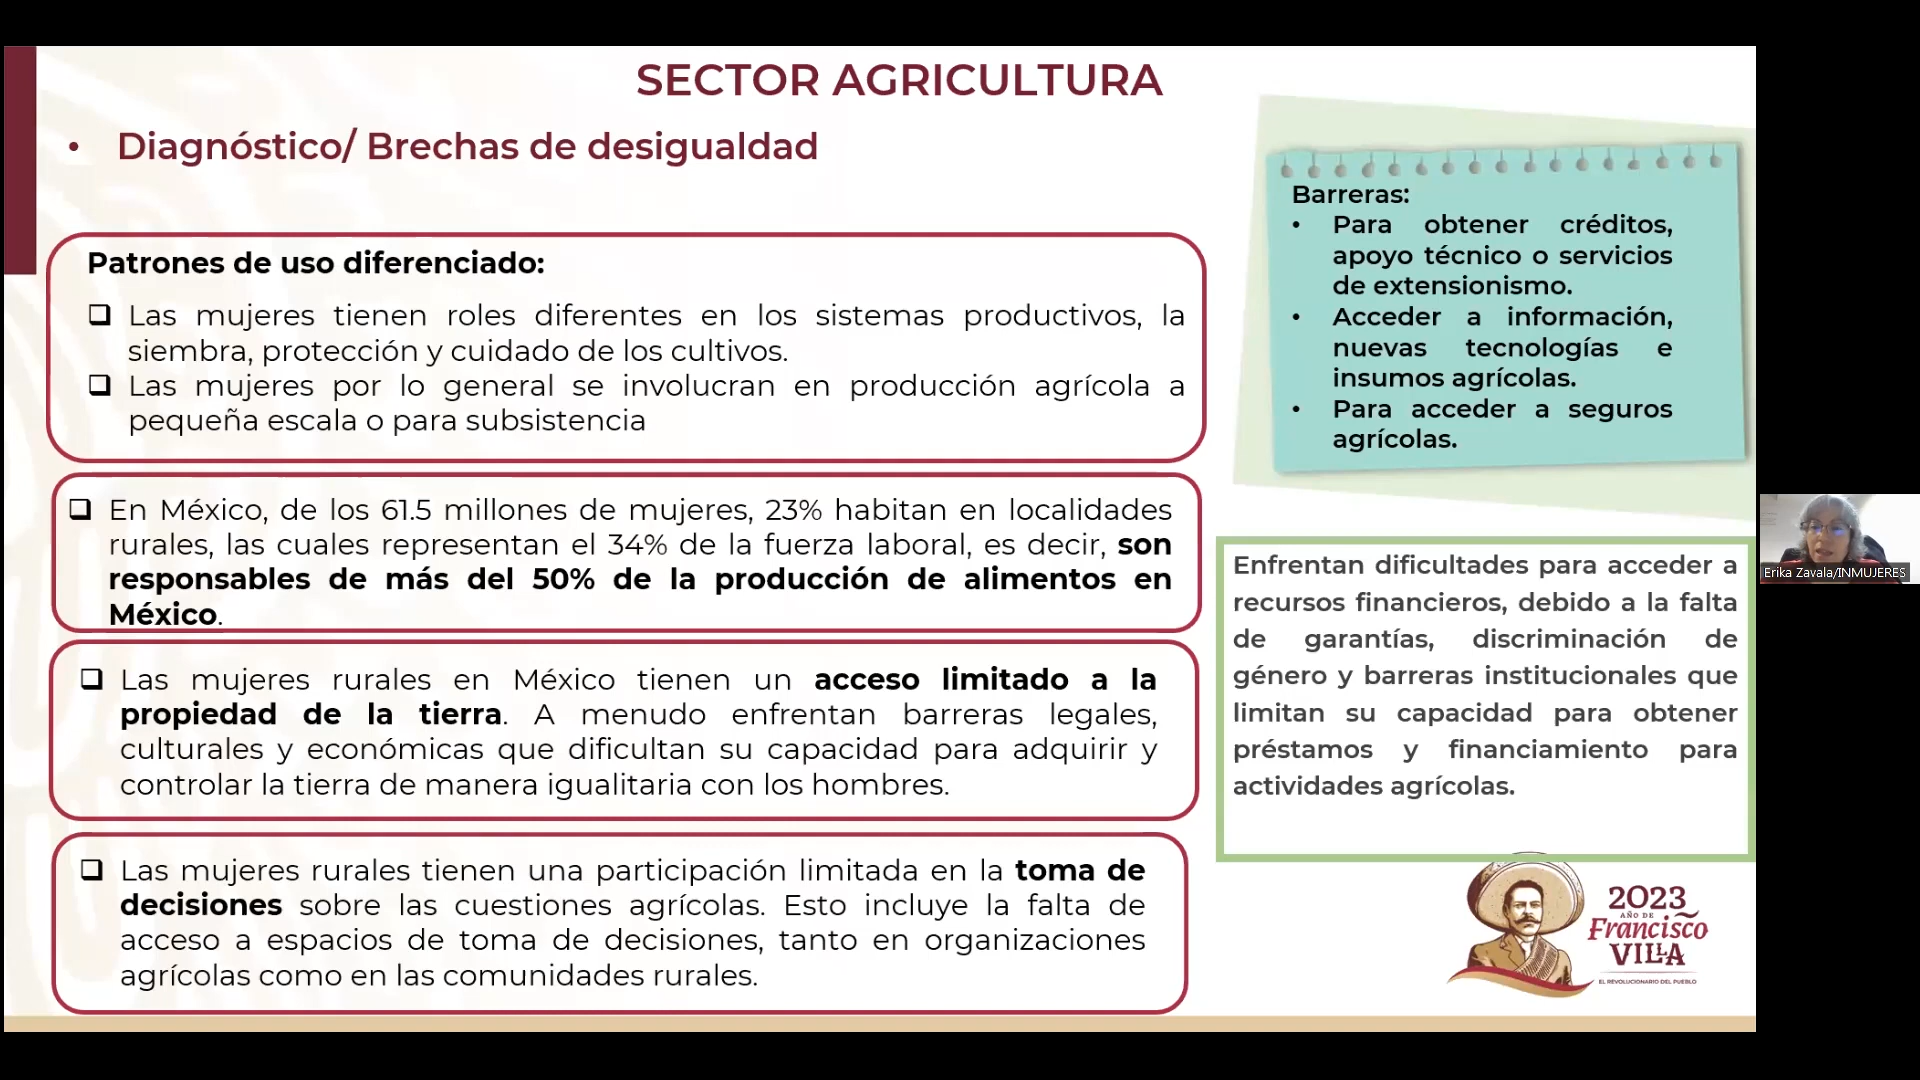 SECTOR AGRICULTURA
• Diagnóstico/ Brechas de desigualdad
Patrones de uso diferenciado:
❑ Las mujeres tienen roles diferentes en los sistemas productivos, la
siembra, protección y cuidado de los cultivos.
❑ Las mujeres por lo general se involucran en producción agrícola a
pequeña escala o para subsistencia
❑ En México, de los 61.5 millones de mujeres, 23% habitan en localidades
rurales, las cuales representan el 34% de la fuerza laboral, es decir, son
responsables de más del 50% de la producción de alimentos en
México.
❑ Las mujeres rurales en México tienen un acceso limitado a la
propiedad de la tierra. A menudo enfrentan barreras legales,
culturales y económicas que dificultan su capacidad para adquirir y
controlar la tierra de manera igualitaria con los hombres.
❑ Las mujeres rurales tienen una participación limitada en la toma de
decisiones sobre las cuestiones agrícolas. Esto incluye la falta de
acceso a espacios de toma de decisiones, tanto en organizaciones
agrícolas como en las comunidades rurales.
Barreras:
• Para obtener créditos,
apoyo técnico o servicios
de extensionismo.
• Acceder a información,
nuevas tecnologías e
insumos agrícolas.
• Para acceder a seguros
agrícolas.
Enfrentan dificultades para acceder a
recursos financieros, debido a la falta
de garantías, discriminación de
género y barreras institucionales que
limitan su capacidad para obtener
préstamos y financiamiento para
actividades agrícolas.
2023
AÑO DE
Francisco
VILLA
EL REVOLUCIONARIO DEL PUEBLO
Erika Zavala/INMUJERES